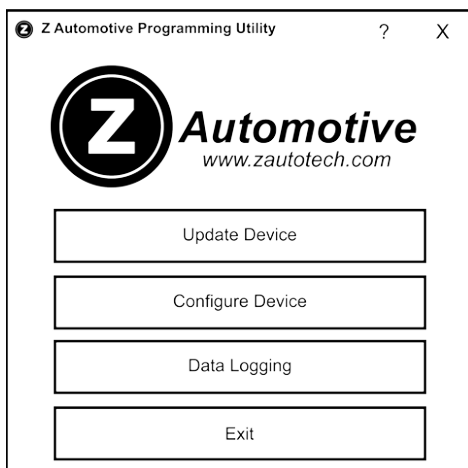 Z Z Automotive Programming Utility ? X
Z Automotive
www.zautotech.com
Update Device
Configure Device
Data Logging
Exit